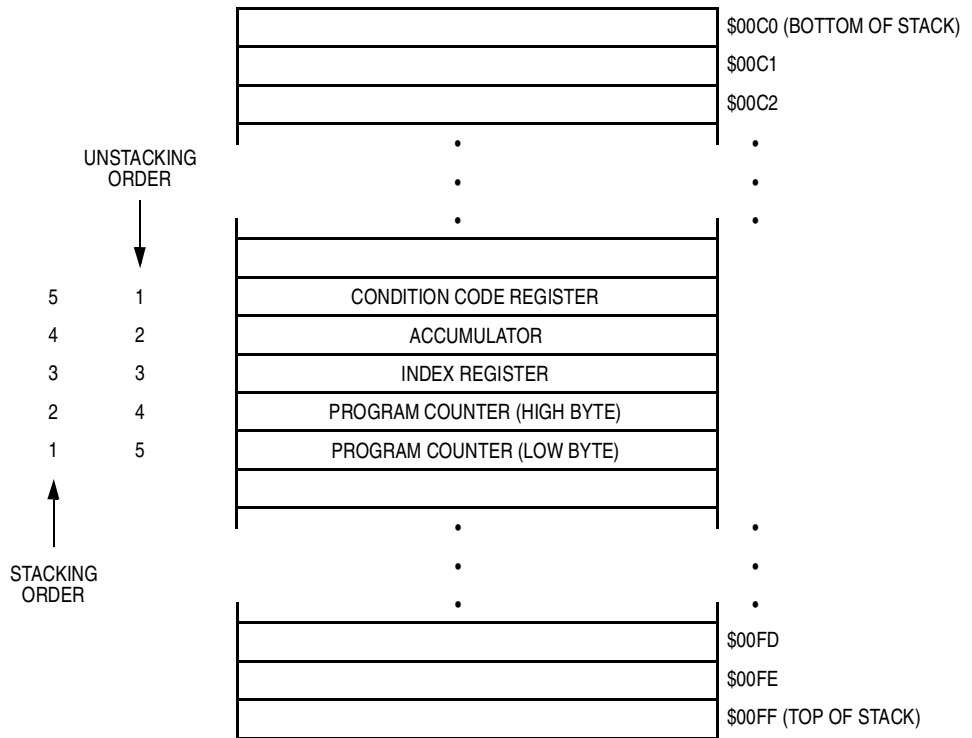 $00C0 (BOTTOM OF STACK)
$00C1
$00C2
UNSTACKING
ORDER
5 1 CONDITION CODE REGISTER
4 2 ACCUMULATOR
3 3 INDEX REGISTER
2 4 PROGRAM COUNTER (HIGH BYTE)
1 5 PROGRAM COUNTER (LOW BYTE)
STACKING
ORDER
$00FD
$00FE
$00FF (TOP OF STACK)